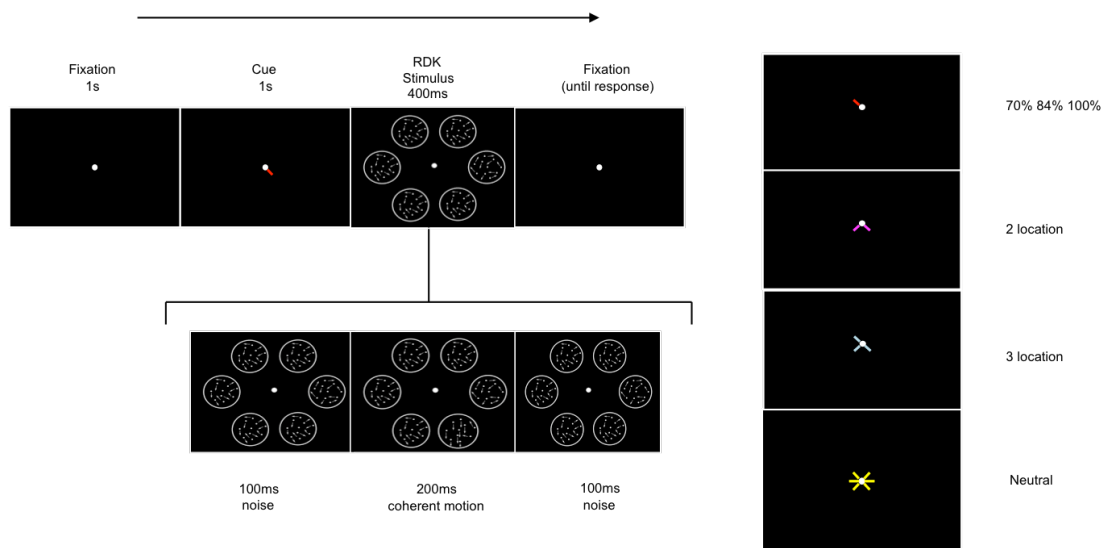 Fixation
1s
Cue
1s
RDK
Stimulus
400ms
Fixation
(until response)
100ms
noise
200ms
coherent motion
100ms
noise
70% 84% 100%
2 location
3 location
Neutral